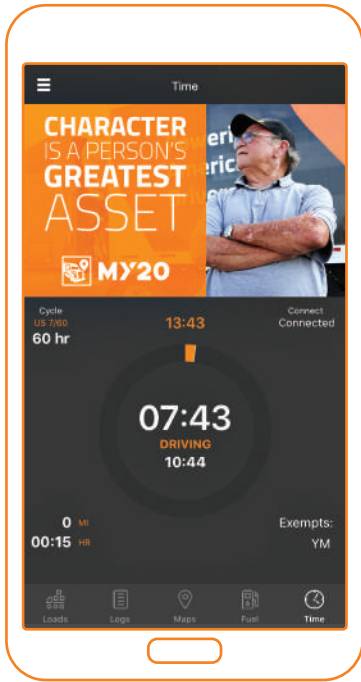 Time
CHARACTER
IS A PERSON'S
GREATEST
ASSET
MY20
Cycle
US 7/60
60 hr
13:43
Connect
Connected
07:43
DRIVING
10:44
0 MI
00:15 HR
Exempts:
YM
Loads
Logs
Maps
Fuel
Time